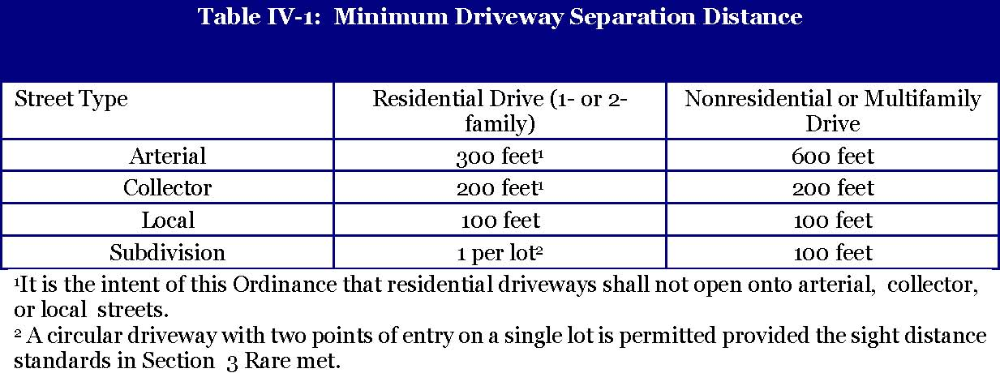 Table IV-1:  Minimum Driveway Separation Distance
Street Type
Residential Drive (1- or 2-
family)
Nonresidential or Multifamily
Drive
Arterial
300 feet¹
600 feet
Collector
200 feet¹
200 feet
Local
100 feet
100 feet
Subdivision
1 per lot²
100 feet
¹It is the intent of this Ordinance that residential driveways shall not open onto arterial,  collector,
or local  streets.
² A circular driveway with two points of entry on a single lot is permitted provided the sight distance
standards in Section  3 Rare met.